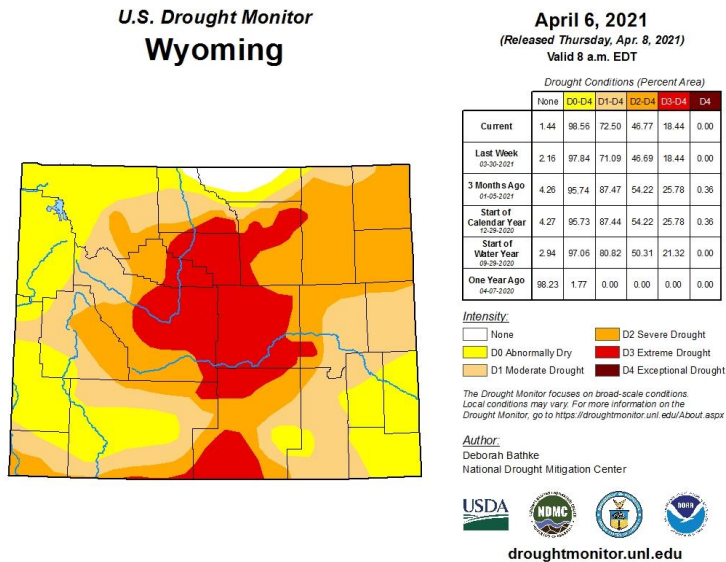 U.S. Drought Monitor
Wyoming
April 6, 2021
(Released Thursday, Apr. 8, 2021)
Valid 8 a.m. EDT
Drought Conditions (Percent Area)
None D0-D4 D1-D4 D2-D4 D3-D4 D4
Current 1.44 98.56 72.50 46.77 18.44 0.00
Last Week 2.16 97.84 71.09 46.69 18.44 0.00
03-30-2021
3 Months Ago 4.26 95.74 87.47 54.22 25.78 0.36
01-05-2021
Start of
Calendar Year 4.27 95.73 87.44 54.22 25.78 0.36
12-29-2020
Start of
Water Year 2.94 97.06 80.82 50.31 21.32 0.00
09-29-2020
One Year Ago 98.23 1.77 0.00 0.00 0.00 0.00
04-07-2020
Intensity:
None
D0 Abnormally Dry
D1 Moderate Drought
D2 Severe Drought
D3 Extreme Drought
D4 Exceptional Drought
The Drought Monitor focuses on broad-scale conditions.
Local conditions may vary. For more information on the
Drought Monitor, go to https://droughtmonitor.unl.edu/About.aspx
Author:
Deborah Bathke
National Drought Mitigation Center
USDA
NDMC
NOAA
droughtmonitor.unl.edu